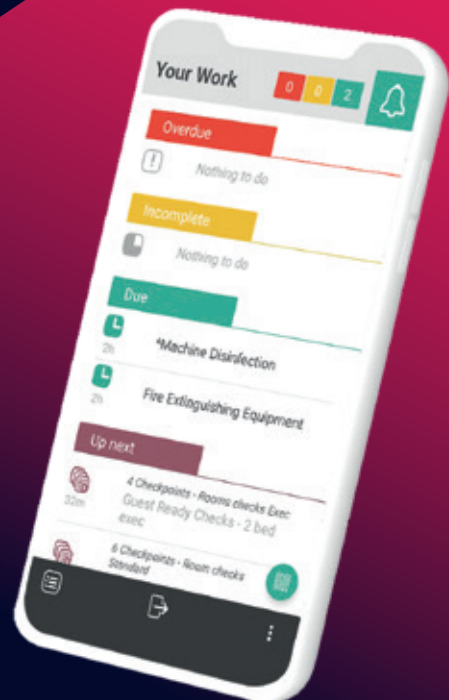 Your Work
0 0 2
Overdue
Nothing to do
Incomplete
Nothing to do
Due
*Machine Disinfection
2h
Fire Extinguishing Equipment
2h
Up next
4 Checkpoints - Rooms checks Exec
Guest Ready Checks - 2 bed
exec
32m
6 Checkpoints - Room checks
Standard